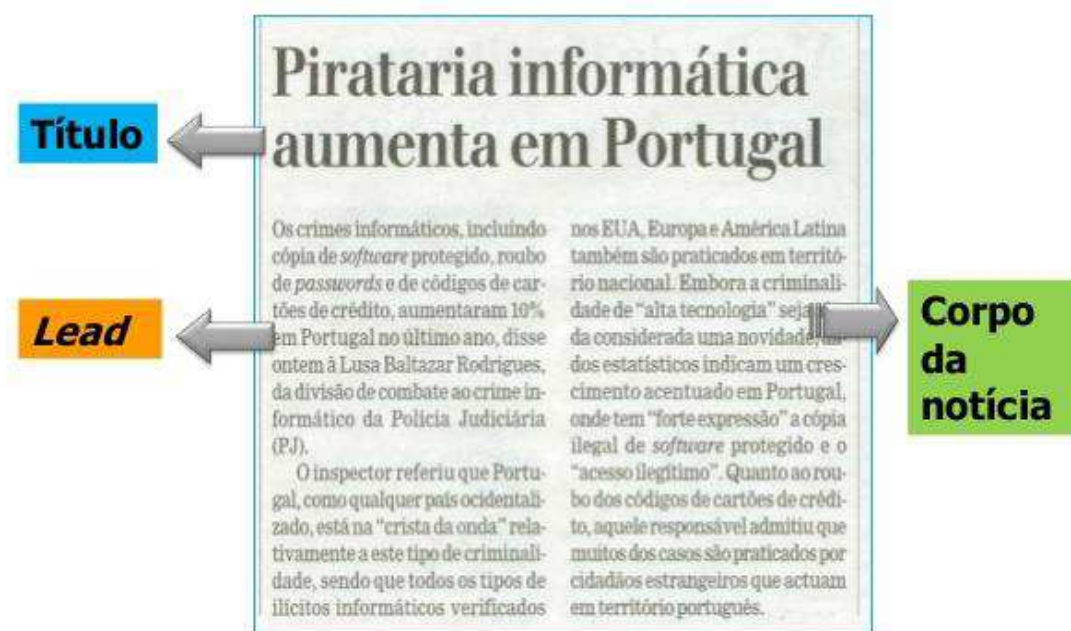 Título
Pirataria informática
aumenta em Portugal
Lead
Os crimes informáticos, incluindo
cópia de software protegido, roubo
de passwords e de códigos de car-
tões de crédito, aumentaram 10%
em Portugal no último ano, disse
ontem à Lusa Baltazar Rodrigues,
da divisão de combate ao crime in-
formático da Polícia Judiciária
(PJ).
O inspector referiu que Portu-
gal, como qualquer país ocidentali-
zado, está na “crista da onda” rela-
tivamente a este tipo de criminali-
dade, sendo que todos os tipos de
ilícitos informáticos verificados
nos EUA, Europa e América Latina
também são praticados em territó-
rio nacional. Embora a criminali-
dade de “alta tecnologia” seja
da considerada uma novidade,
dos estatísticos indicam um cres-
cimento acentuado em Portugal,
onde tem “forte expressão” a cópia
ilegal de software protegido e o
“acesso ilegítimo”. Quanto ao rou-
bo dos códigos de cartões de crédi-
to, aquele responsável admitiu que
muitos dos casos são praticados por
cidadãos estrangeiros que actuam
em território português.
Corpo
da
notícia